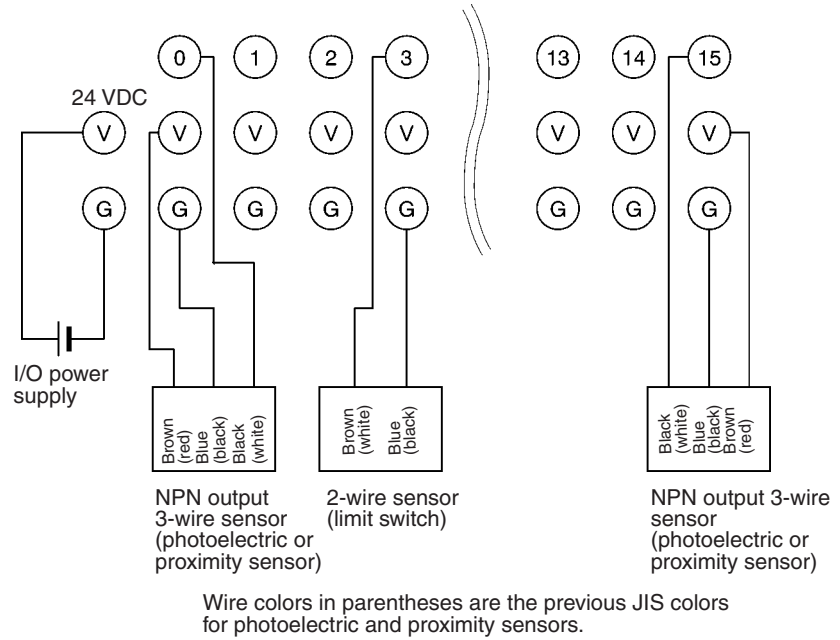 0 1 2 3 13 14 15
24 VDC
V V V V V V V V
G G G G G G G G
I/O power
supply
Brown
(red)
Blue
(black)
Black
(white)
Brown
(white)
Blue
(black)
Black
(white)
Blue
(black)
Brown
(red)
NPN output
3-wire sensor
(photoelectric or
proximity sensor)
2-wire sensor
(limit switch)
NPN output 3-wire
sensor
(photoelectric or
proximity sensor)
Wire colors in parentheses are the previous JIS colors
for photoelectric and proximity sensors.